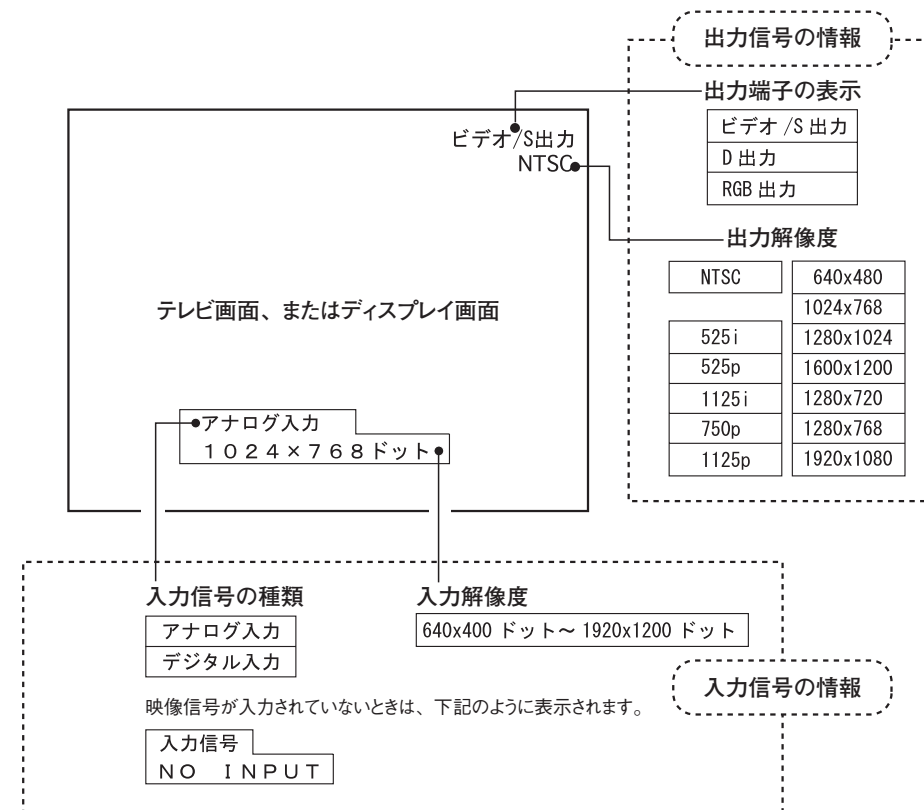 出力信号の情報
出力端子の表示
ビデオ /S 出力
D 出力
RGB 出力
ビデオ/S出力
NTSC
出力解像度
NTSC
525i
525p
1125i
750p
1125p
640x480
1024x768
1280x1024
1600x1200
1280x720
1280x768
1920x1080
テレビ画面、またはディスプレイ画面
アナログ入力
１０２４×７６８ドット
入力信号の種類
アナログ入力
デジタル入力
入力解像度
640x400 ドット～ 1920x1200 ドット
入力信号の情報
映像信号が入力されていないときは、下記のように表示されます。
入力信号
ＮＯ　ＩＮＰＵＴ